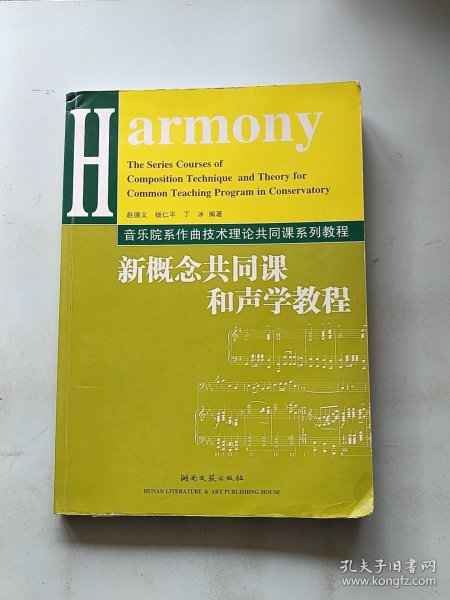 Harmony
The Series Courses of
Composition Technique and Theory for
Common Teaching Program in Conservatory
赵德义 钱仁平 丁冰 编著
音乐院系作曲技术理论共同课系列教程
新概念共同课
和声学教程
湖南文艺出版社
HUNAN LITERATURE & ART PUBLISHING HOUSE
孔夫子旧书网
www.kongfz.com